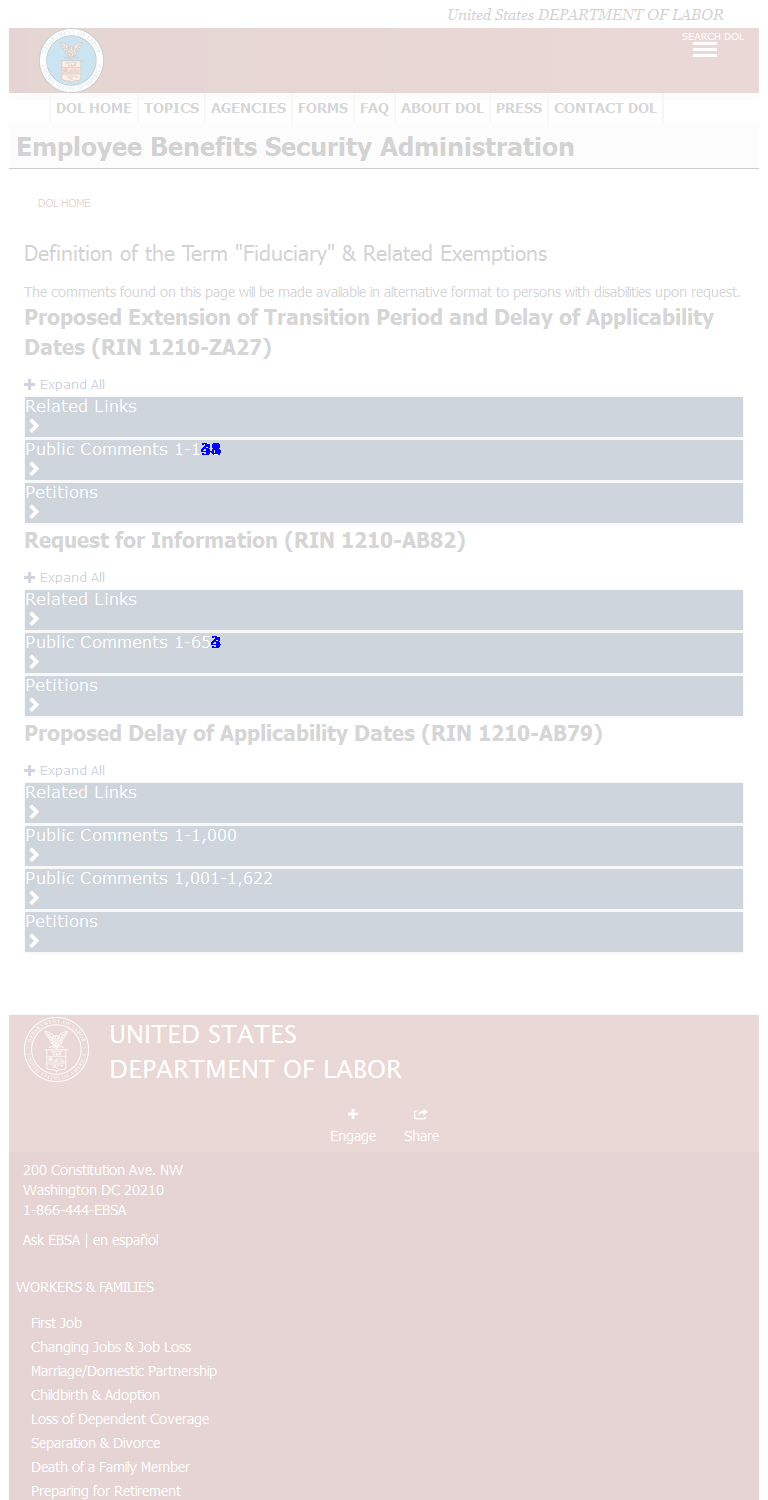 United States DEPARTMENT OF LABOR
SEARCH DOL
DOL HOME TOPICS AGENCIES FORMS FAQ ABOUT DOL PRESS CONTACT DOL
Employee Benefits Security Administration
DOL HOME
Definition of the Term "Fiduciary" & Related Exemptions
The comments found on this page will be made available in alternative format to persons with disabilities upon request.
Proposed Extension of Transition Period and Delay of Applicability
Dates (RIN 1210-ZA27)
Expand All
Related Links
Public Comments
Petitions
Request for Information (RIN 1210-AB82)
Expand All
Related Links
Public Comments
Petitions
Proposed Delay of Applicability Dates (RIN 1210-AB79)
Expand All
Related Links
Public Comments 1-1,000
Public Comments 1,001-1,622
Petitions
UNITED STATES
DEPARTMENT OF LABOR
Engage Share
200 Constitution Ave. NW
Washington DC 20210
1-866-444-EBSA
Ask EBSA | en español
WORKERS & FAMILIES
First Job
Changing Jobs & Job Loss
Marriage/Domestic Partnership
Childbirth & Adoption
Loss of Dependent Coverage
Separation & Divorce
Death of a Family Member
Preparing for Retirement